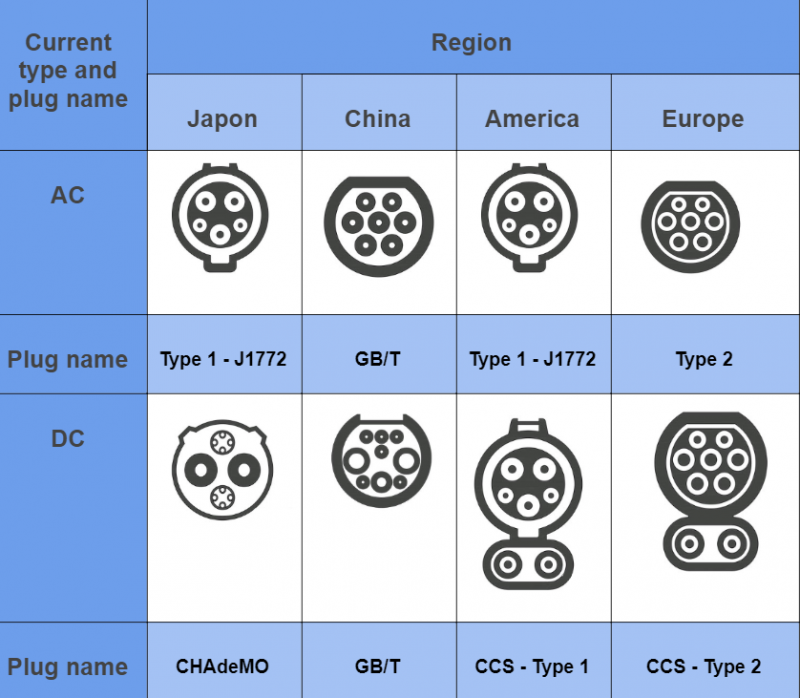 Current
type and
plug name
Region
Japon
China
America
Europe
AC
Plug name
Type 1 - J1772
GB/T
Type 1 - J1772
Type 2
DC
Plug name
CHAdeMO
GB/T
CCS - Type 1
CCS - Type 2